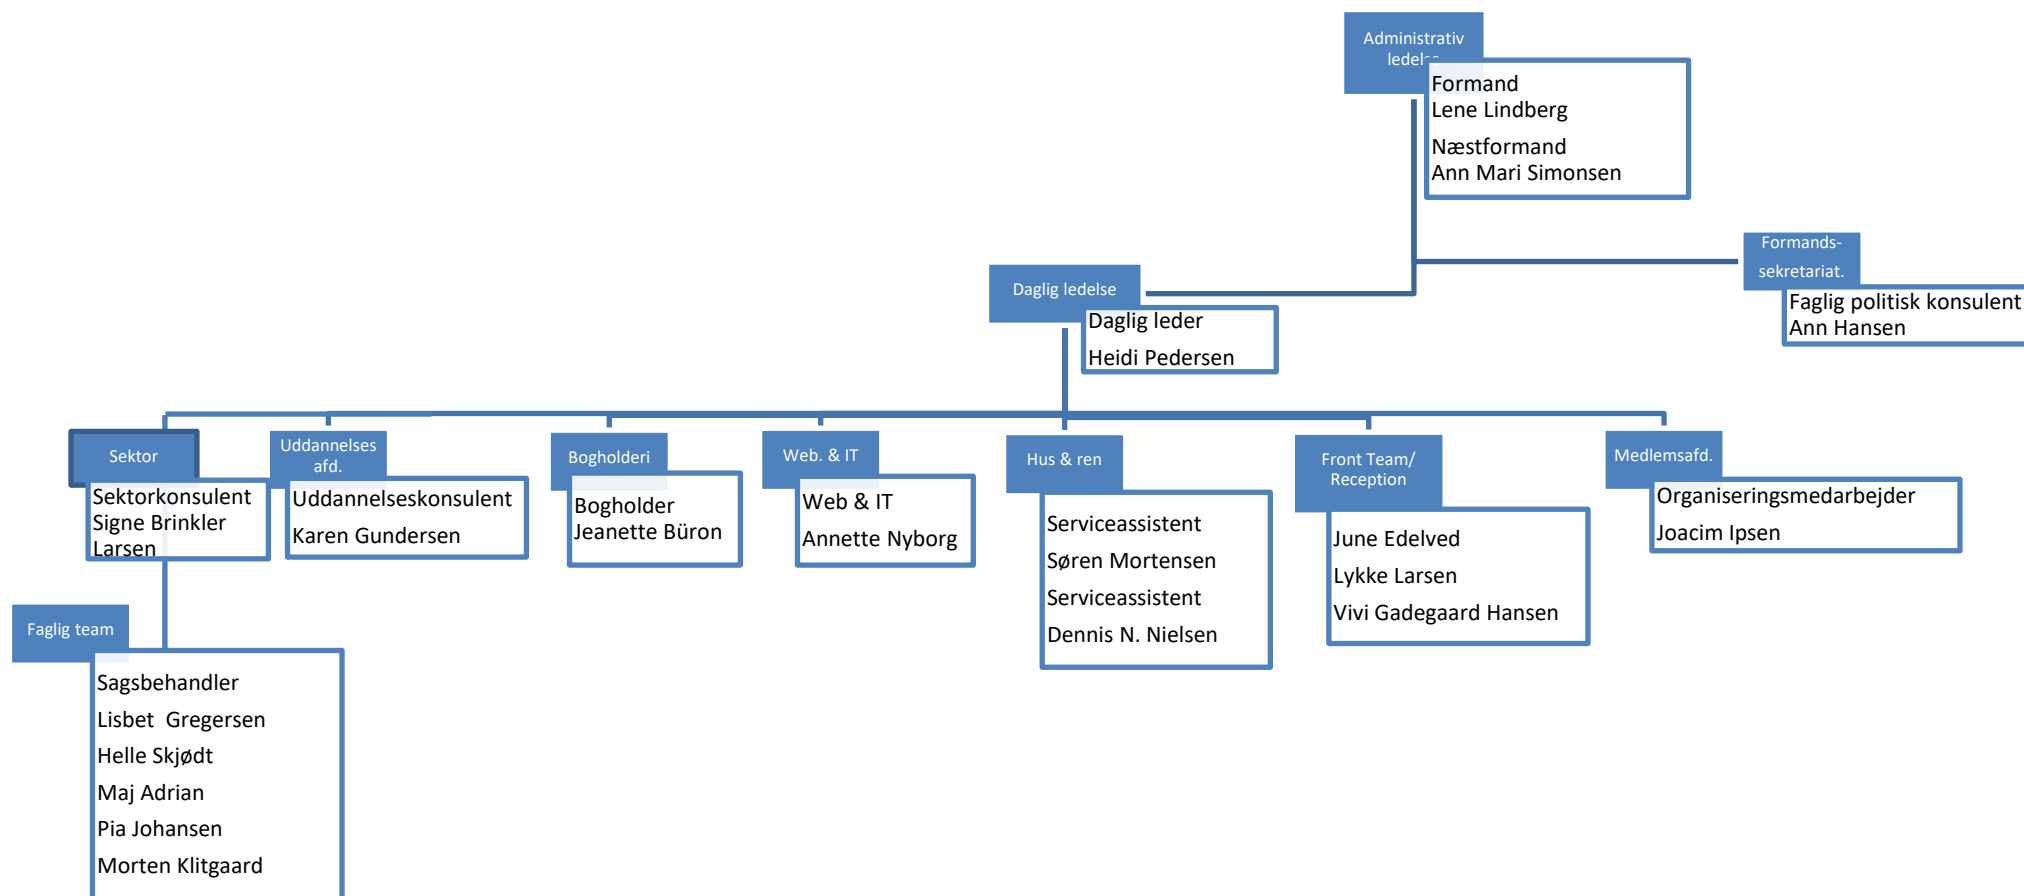 Administrativ
ledelse
Formand
Lene Lindberg
Næstformand
Ann Mari Simonsen
Formands-
sekretariat.
Faglig politisk konsulent
Ann Hansen
Daglig ledelse
Daglig leder
Heidi Pedersen
Sektor
Sektorkonsulent
Signe Brinkler
Larsen
Uddannelses
afd.
Uddannelseskonsulent
Karen Gundersen
Bogholderi
Bogholder
Jeanette Büron
Web. & IT
Web & IT
Annette Nyborg
Hus & ren
Serviceassistent
Søren Mortensen
Serviceassistent
Dennis N. Nielsen
Front Team/
Reception
June Edelved
Lykke Larsen
Vivi Gadegaard Hansen
Medlemsafd.
Organiseringsmedarbejder
Joacim Ipsen
Faglig team
Sagsbehandler
Lisbet  Gregersen
Helle Skjødt
Maj Adrian
Pia Johansen
Morten Klitgaard